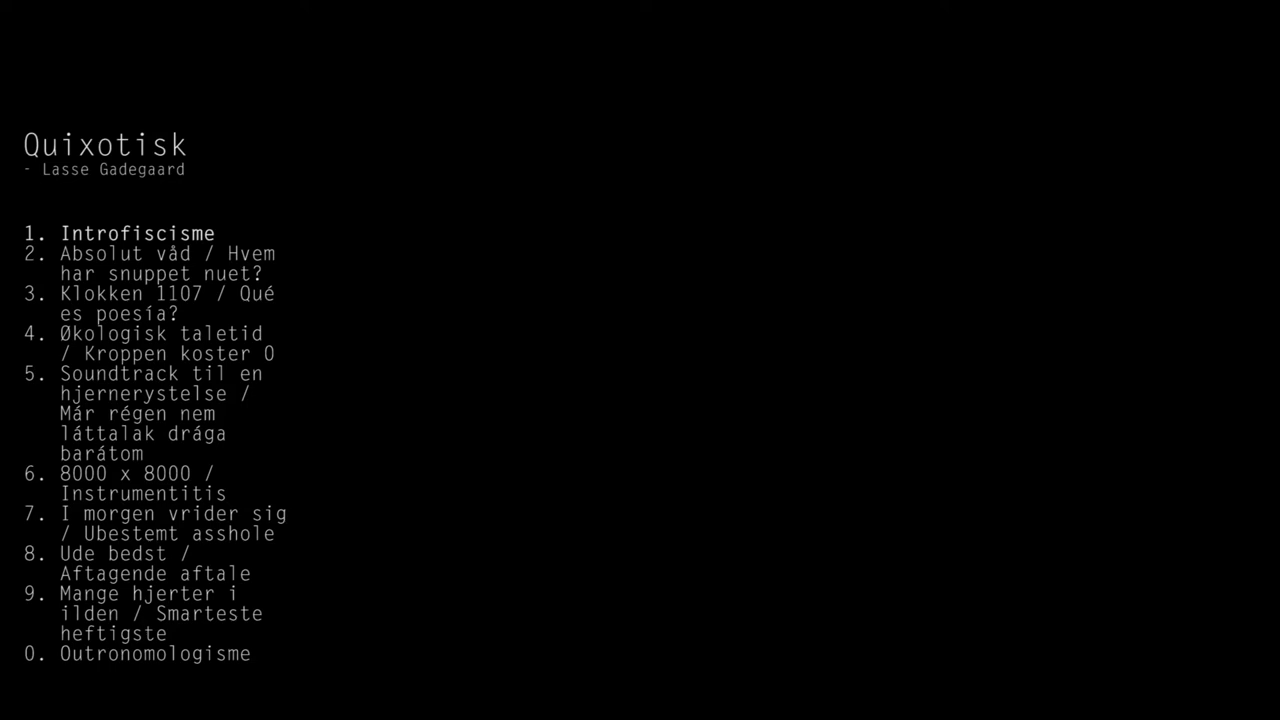 Quixotisk
- Lasse Gadegaard
1. Introfiscisme
2. Absolut våd / Hvem
har snuppet nuet?
3. Klokken 1107 / Qué
es poesía?
4. Økologisk taletid
/ Kroppen koster 0
5. Soundtrack til en
hjernerystelse /
Már régen nem
láttalak drága
barátom
6. 8000 x 8000 /
Instrumentitis
7. I morgen vrider sig
/ Ubestemt asshole
8. Ude bedst /
Aftagende aftale
9. Mange hjerter i
ilden / Smarteste
heftigste
0. Outronomologisme